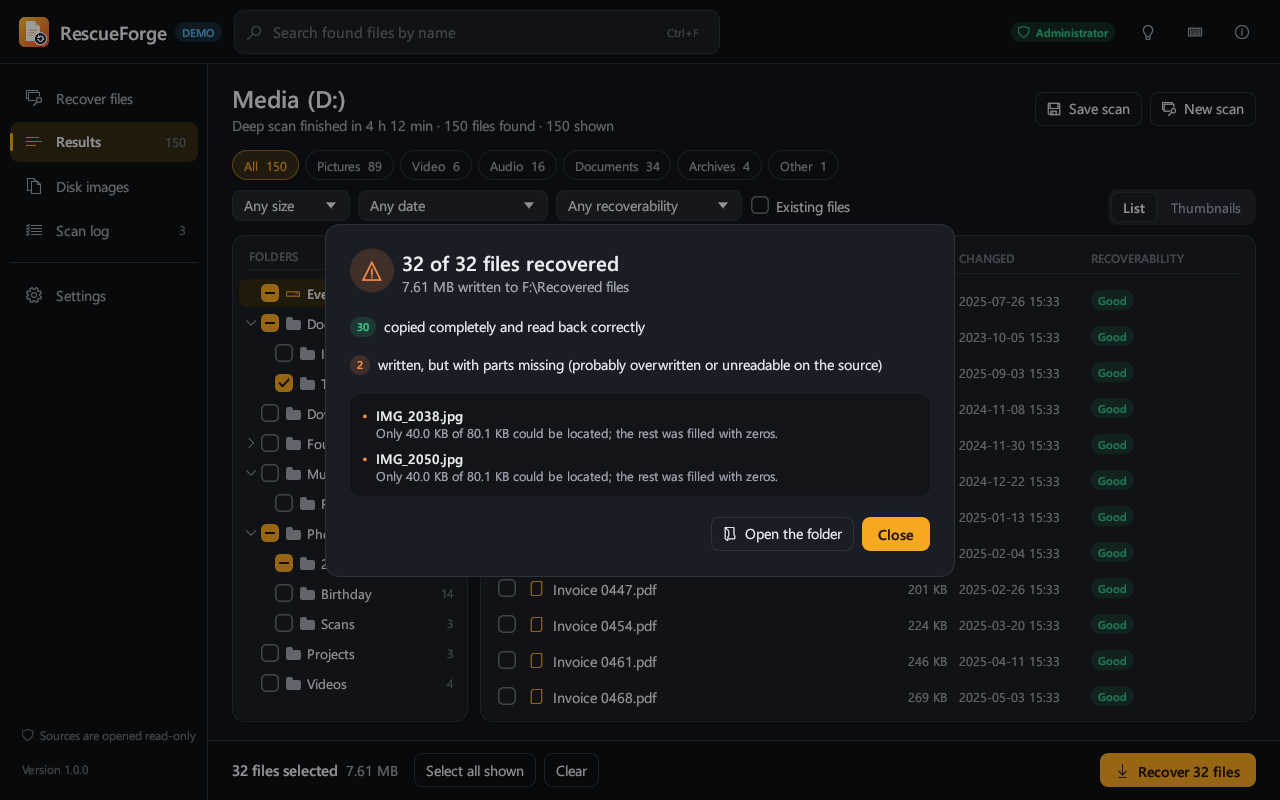 RescueForge DEMO
Search found files by name Ctrl+F
Administrator
Recover files
Results 150
Disk images
Scan log 3
Settings
Sources are opened read-only
Version 1.0.0
Media (D:)
Deep scan finished in 4 h 12 min · 150 files found · 150 shown
Save scan
New scan
All 150
Pictures 89
Video 6
Audio 16
Documents 34
Archives 4
Other 1
Any size
Any date
Any recoverability
Existing files
List
Thumbnails
FOLDERS
Birthday 14
Scans 3
Projects 3
Videos 4
CHANGED RECOVERABILITY
2025-07-26 15:33 Good
2023-10-05 15:33 Good
2025-09-03 15:33 Good
2024-11-08 15:33 Good
2024-11-30 15:33 Good
2024-12-22 15:33 Good
2025-01-13 15:33 Good
2025-02-04 15:33 Good
Invoice 0447.pdf 201 KB 2025-02-26 15:33 Good
Invoice 0454.pdf 224 KB 2025-03-20 15:33 Good
Invoice 0461.pdf 246 KB 2025-04-11 15:33 Good
Invoice 0468.pdf 269 KB 2025-05-03 15:33 Good
32 of 32 files recovered
7.61 MB written to F:\Recovered files
30 copied completely and read back correctly
2 written, but with parts missing (probably overwritten or unreadable on the source)
• IMG_2038.jpg
Only 40.0 KB of 80.1 KB could be located; the rest was filled with zeros.
• IMG_2050.jpg
Only 40.0 KB of 80.1 KB could be located; the rest was filled with zeros.
Open the folder
Close
32 files selected 7.61 MB
Select all shown
Clear
Recover 32 files